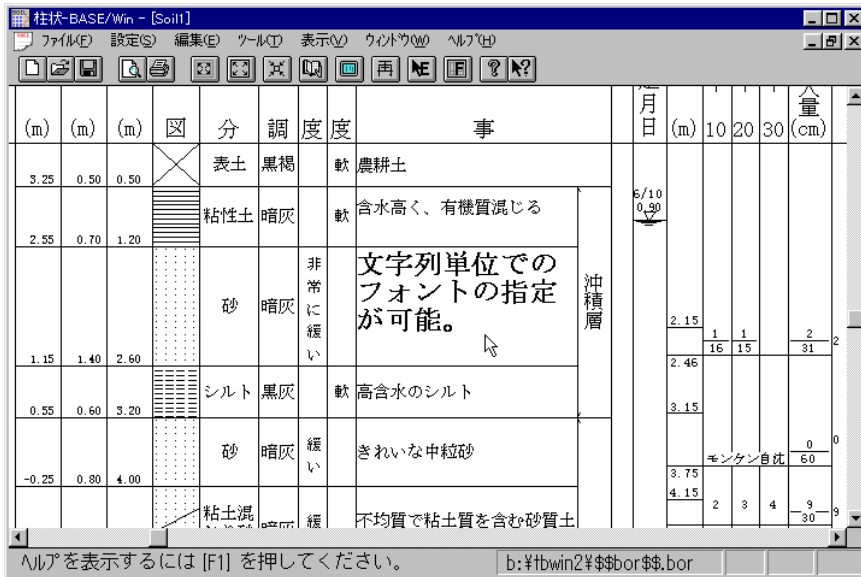 柱状-BASE/Win - [Soil1]
ファイル(F) 設定(S) 編集(E) ツール(T) 表示(V) ウィンドウ(W) ヘルプ(H)
再 NE F ? N?
月
日
量
(m) (m) (m) 図 分 調 度 度 事 (m) 10 20 30 (cm)
3.25 0.50 0.50 表土 黒褐 軟 農耕土
6/10
0.90
2.55 0.70 1.20 粘性土 暗灰 軟 含水高く、有機質混じる
1.15 1.40 2.60 砂 暗灰 非常に緩い
文字列単位での
フォントの指定
が可能。
沖積層
2.15
1 1 2
16 15 31 2
2.46
0.55 0.60 3.20 シルト 黒灰 軟 高含水のシルト
3.15
-0.25 0.80 4.00 砂 暗灰 緩い きれいな中粒砂
モンケン自沈 0 0
60
3.75
4.15
2 3 4 9 9
30
粘土混 暗灰 緩 不均質で粘土質を含む砂質土
ヘルプを表示するには [F1] を押してください。 b:¥tbwin2¥$$bor$$.bor